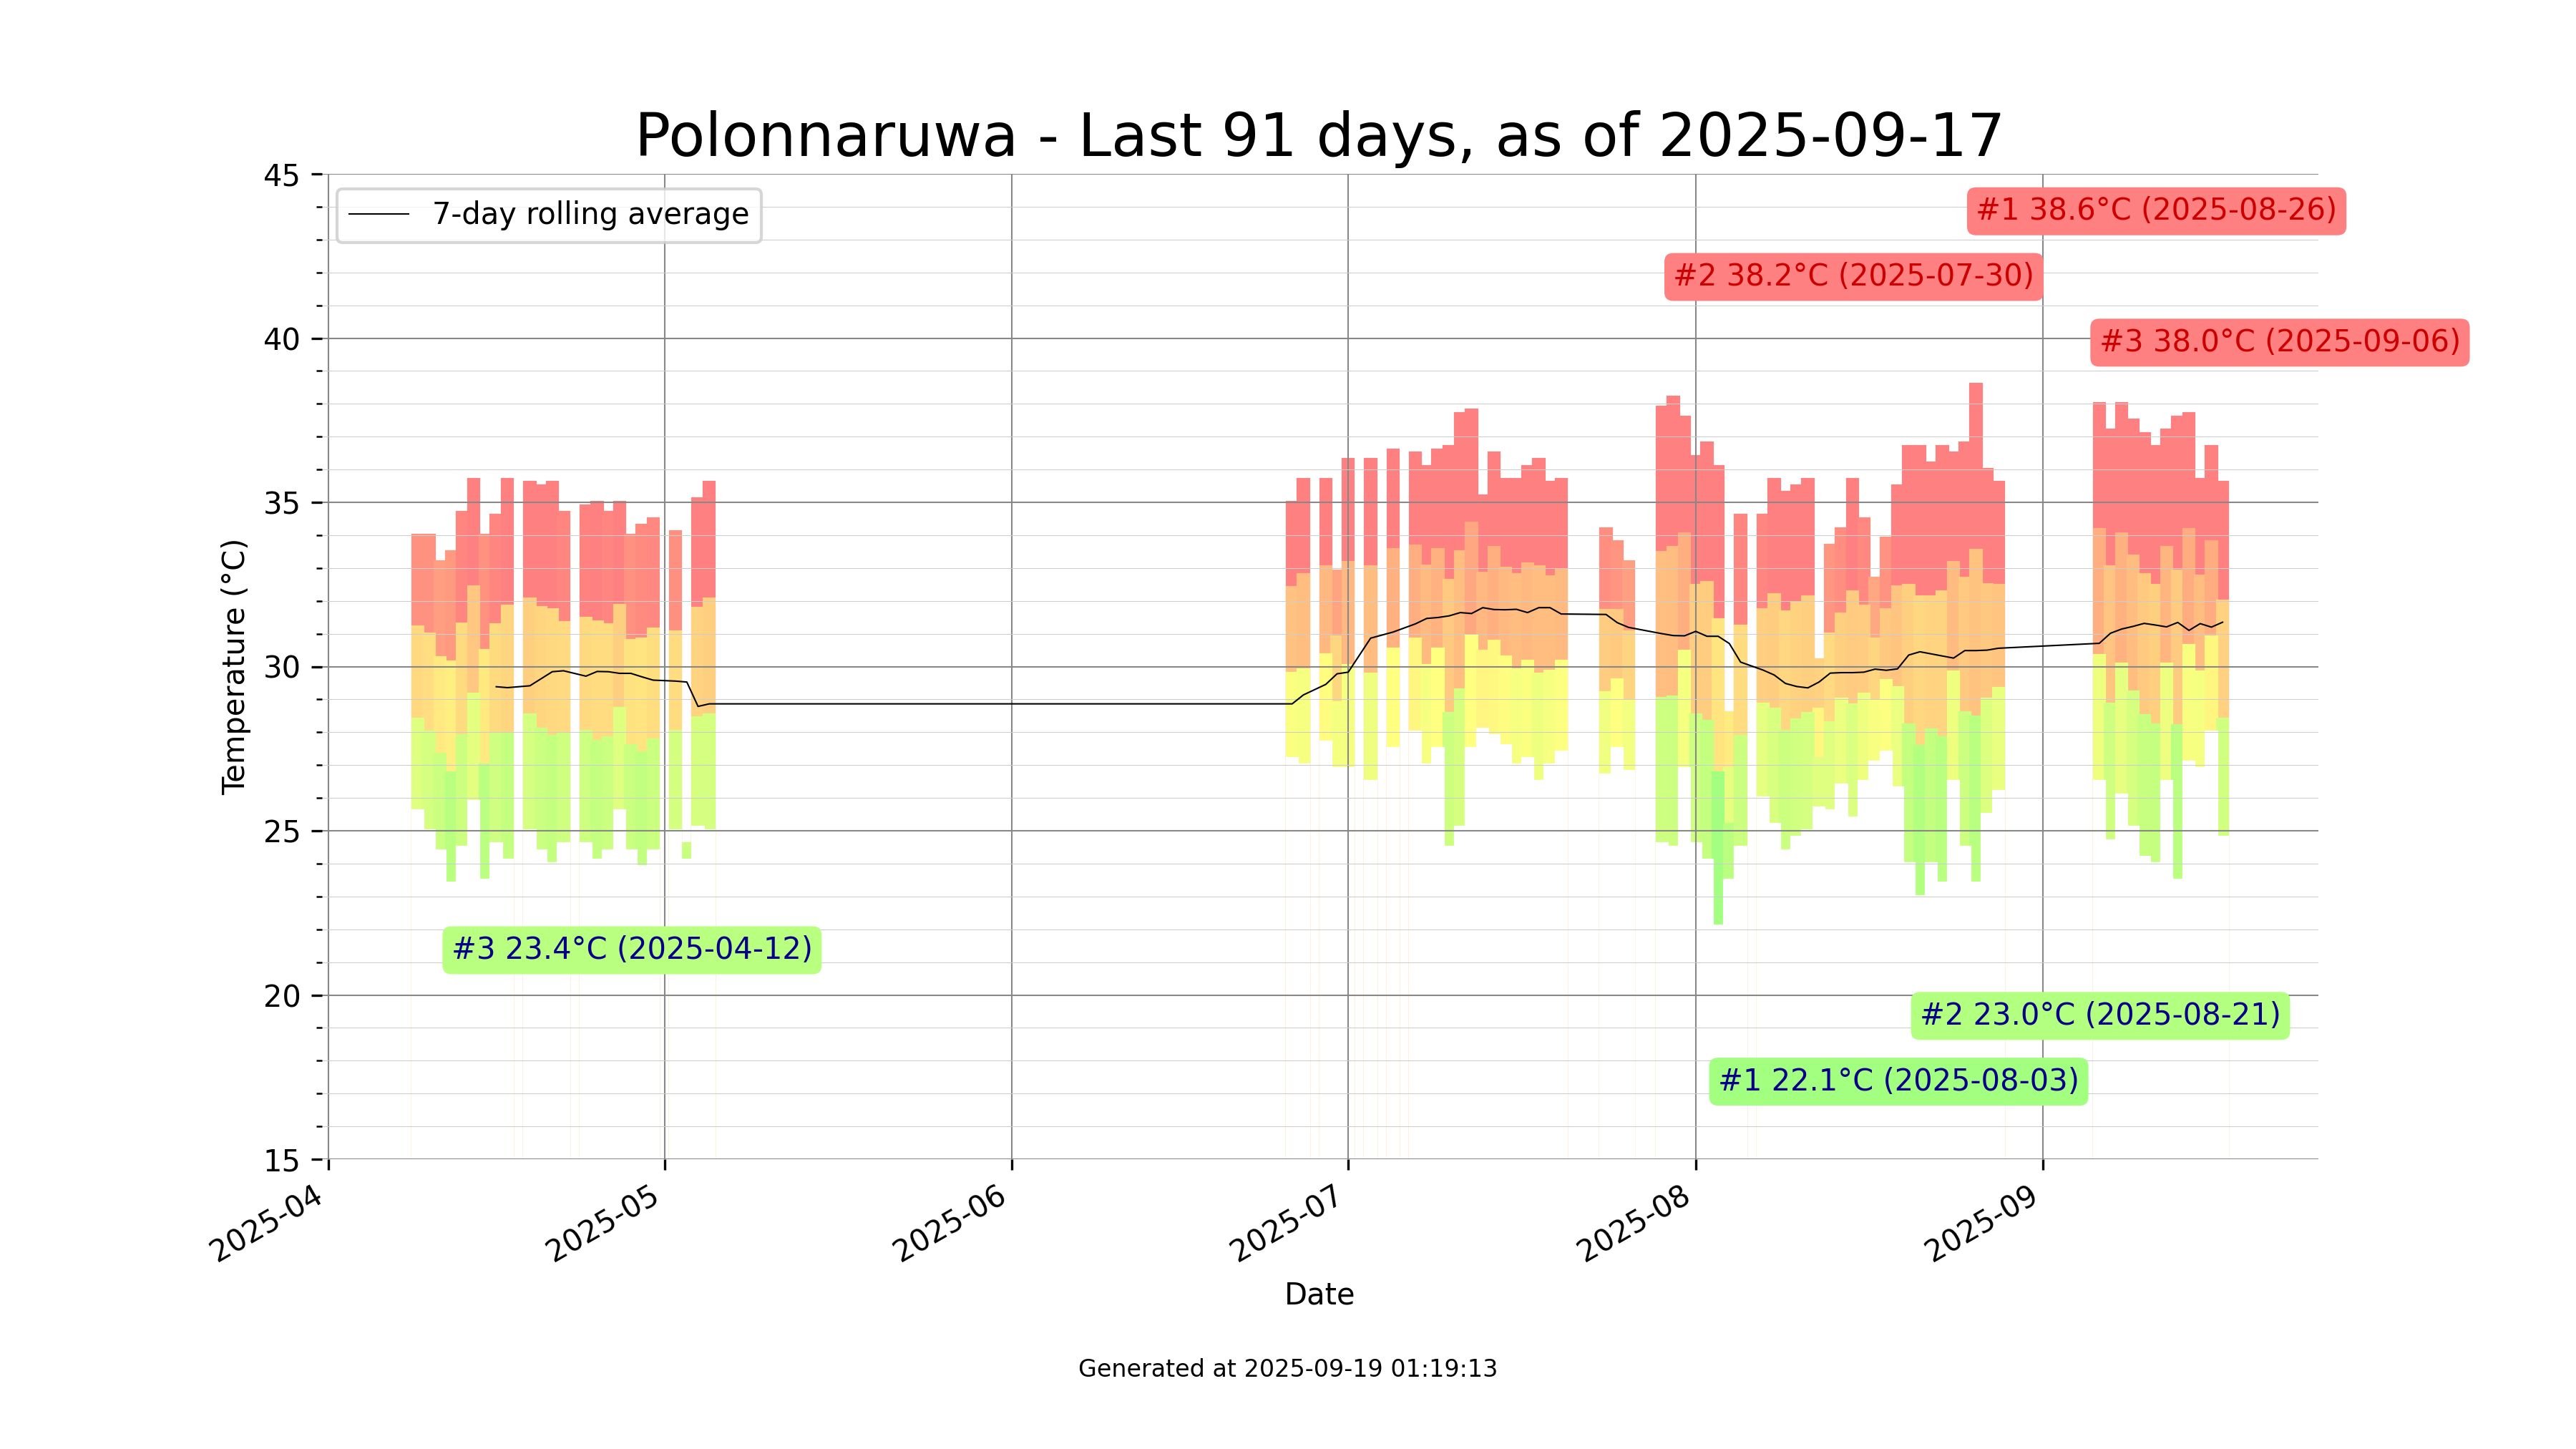 Polonnaruwa - Last 91 days, as of 2025-09-17
45
7-day rolling average
#1 38.6°C (2025-08-26)
#2 38.2°C (2025-07-30)
40
#3 38.0°C (2025-09-06)
35
Temperature (°C)
30
25
#3 23.4°C (2025-04-12)
20
#2 23.0°C (2025-08-21)
#1 22.1°C (2025-08-03)
15
2025-04 2025-05 2025-06 2025-07 2025-08 2025-09
Date
Generated at 2025-09-19 01:19:13